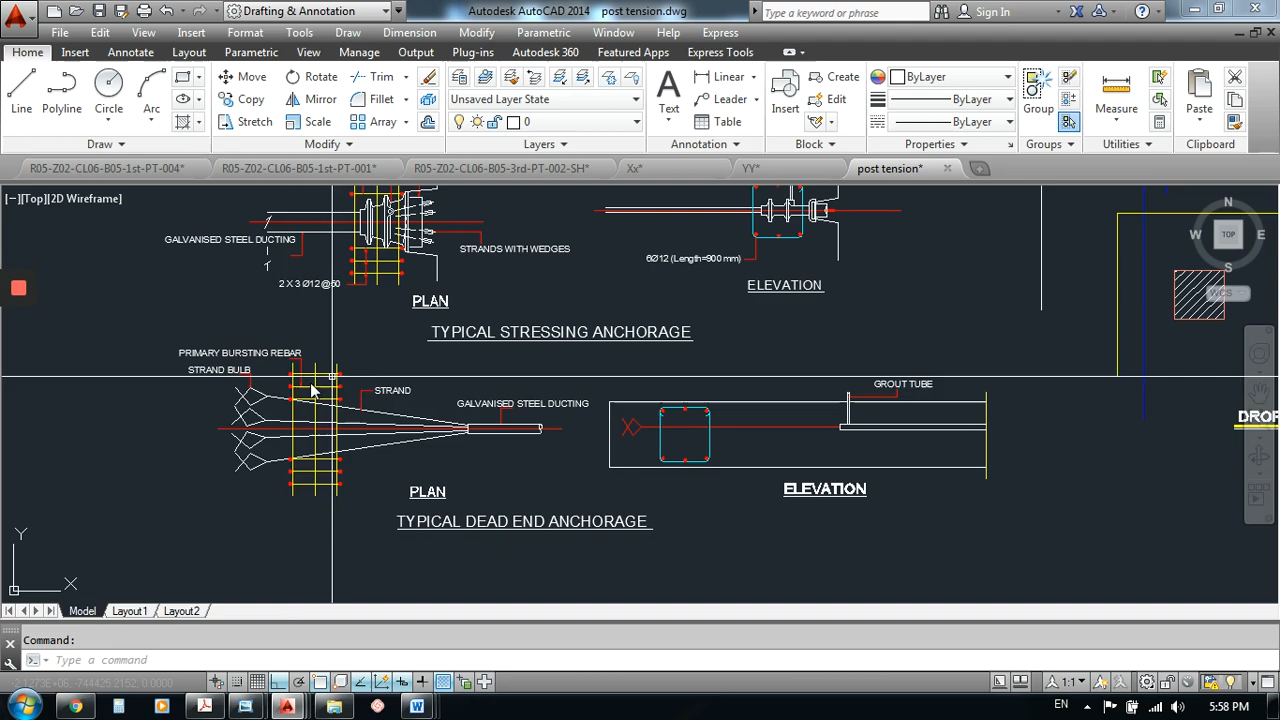 Drafting & Annotation
Autodesk AutoCAD 2014 post tension.dwg
Type a keyword or phrase
Sign In
File Edit View Insert Format Tools Draw Dimension Modify Parametric Window Help Express
Home Insert Annotate Layout Parametric View Manage Output Plug-ins Autodesk 360 Featured Apps Express Tools
Line Polyline Circle Arc
Move Rotate Trim
Copy Mirror Fillet
Stretch Scale Array
Unsaved Layer State
0
Text
Linear
Leader
Table
Insert
Create
Edit
ByLayer
ByLayer
ByLayer
Group
Measure
Paste
Draw Modify Layers Annotation Block Properties Groups Utilities Clipboard
R05-Z02-CL06-B05-1st-PT-004* R05-Z02-CL06-B05-1st-PT-001* R05-Z02-CL06-B05-3rd-PT-002-SH* Xx* YY* post tension*
[−][Top][2D Wireframe]
N
W TOP E
S
WCS
GALVANISED STEEL DUCTING
STRANDS WITH WEDGES
2 X 3 Ø12@50
PLAN
6Ø12 (Length=900 mm)
ELEVATION
TYPICAL STRESSING ANCHORAGE
PRIMARY BURSTING REBAR
STRAND BULB
STRAND
GALVANISED STEEL DUCTING
GROUT TUBE
PLAN
ELEVATION
TYPICAL DEAD END ANCHORAGE
DROP
Y
X
Model Layout1 Layout2
Command:
Type a command
1:1
EN
5:58 PM